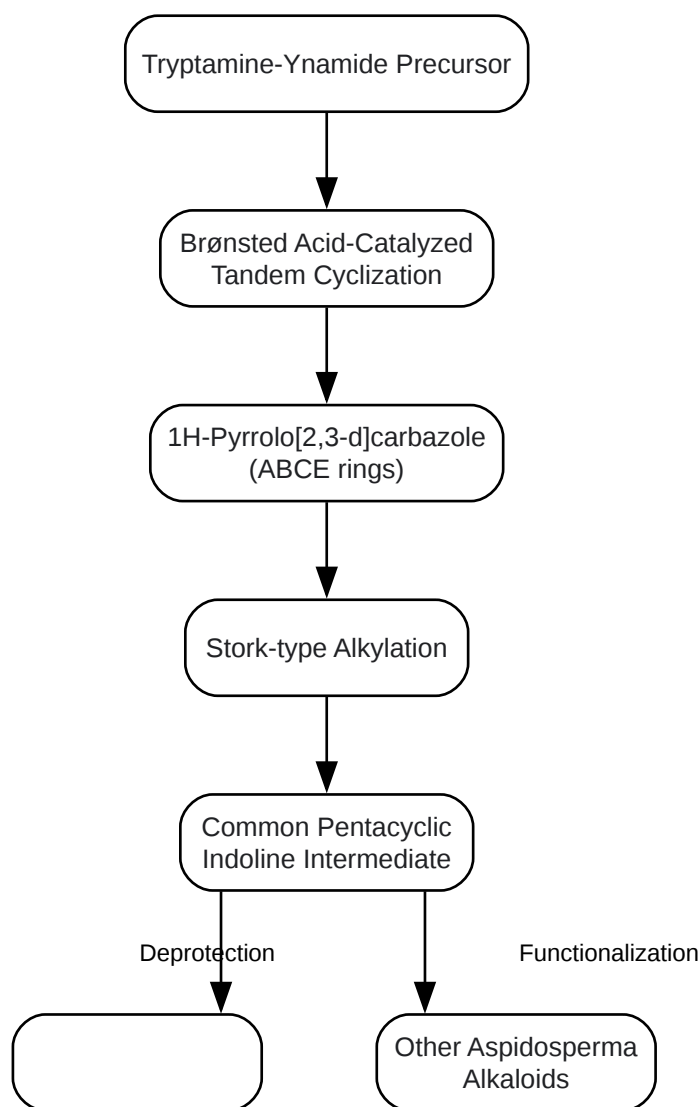 Tryptamine-Ynamide Precursor
Brønsted Acid-Catalyzed
Tandem Cyclization
1H-Pyrrolo[2,3-d]carbazole
(ABCE rings)
Stork-type Alkylation
Common Pentacyclic
Indoline Intermediate
Deprotection
Functionalization
Other Aspidosperma
Alkaloids